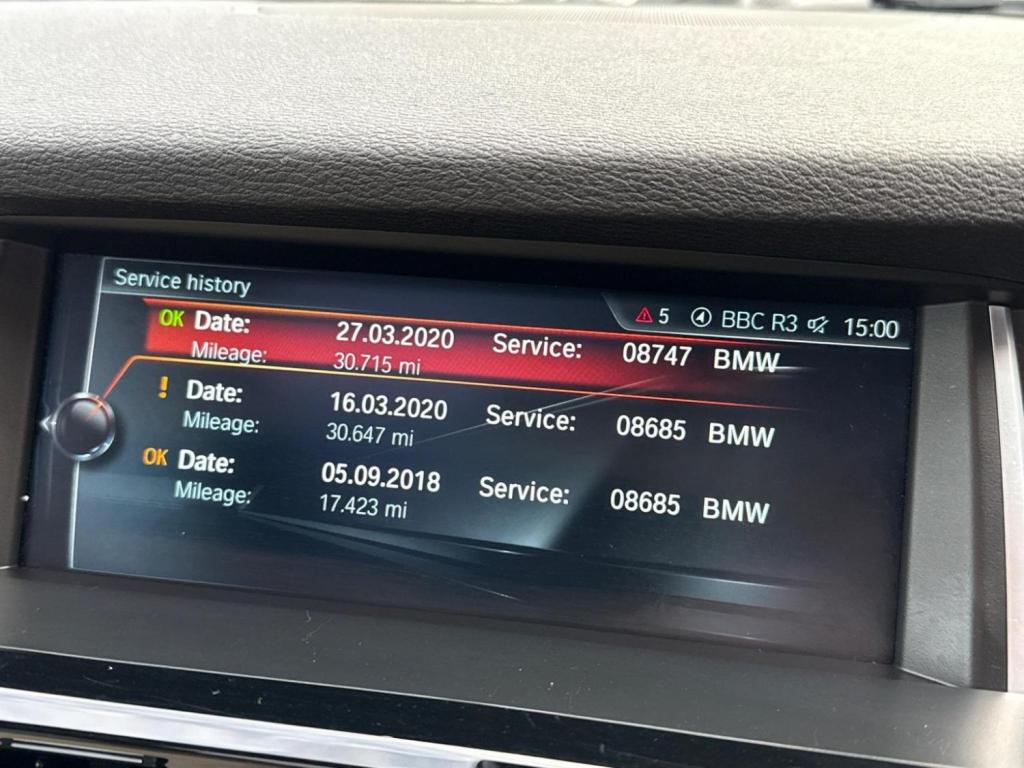 Service history
5 BBC R3 15:00
OK Date: 27.03.2020 Service: 08747 BMW
Mileage: 30.715 mi
! Date: 16.03.2020 Service: 08685 BMW
Mileage: 30.647 mi
OK Date: 05.09.2018 Service: 08685 BMW
Mileage: 17.423 mi